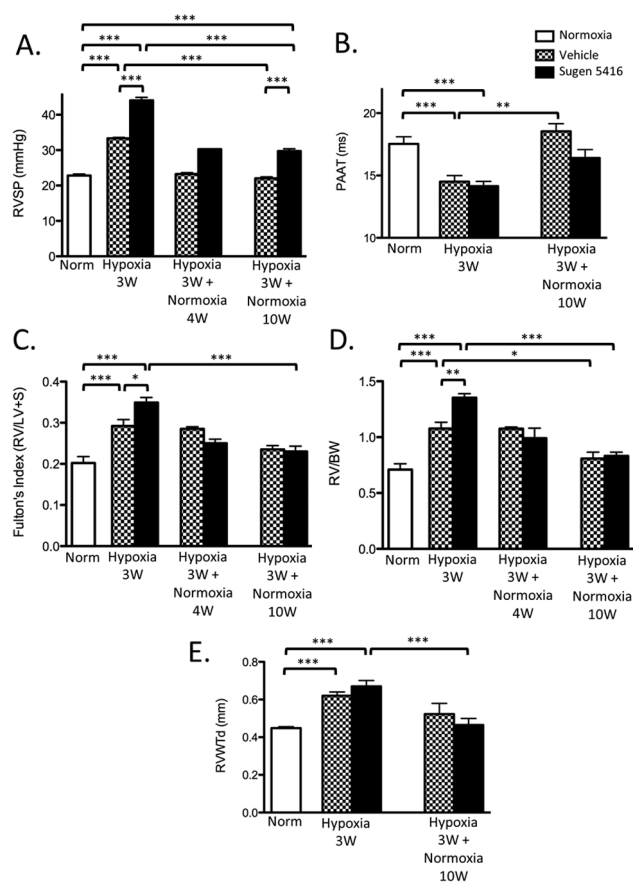 A.
***
***
***
***
***
***
***
RVSP (mmHg)
50
40
30
20
10
0
Norm
Hypoxia
3W
Hypoxia
3W +
Normoxia
4W
Hypoxia
3W +
Normoxia
10W
B.
Normoxia
Vehicle
Sugen 5416
***
***
**
PAAT (ms)
20
15
10
Norm
Hypoxia
3W
Hypoxia
3W +
Normoxia
10W
C.
***
***
***
*
Fulton's Index (RV/LV+S)
0.4
0.3
0.2
0.1
0.0
Norm
Hypoxia
3W
Hypoxia
3W +
Normoxia
4W
Hypoxia
3W +
Normoxia
10W
D.
***
***
***
*
**
RV/BW
1.5
1.0
0.5
0.0
Norm
Hypoxia
3W
Hypoxia
3W +
Normoxia
4W
Hypoxia
3W +
Normoxia
10W
E.
***
***
***
RVWTd (mm)
0.8
0.6
0.4
0.2
0.0
Norm
Hypoxia
3W
Hypoxia
3W +
Normoxia
10W